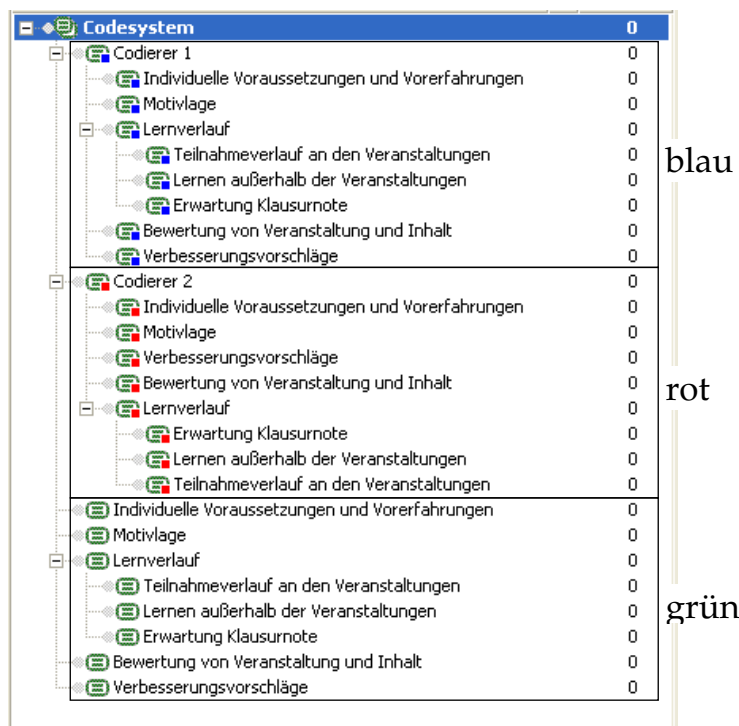 Codesystem 0
Codierer 1 0
Individuelle Voraussetzungen und Vorerfahrungen 0
Motivlage 0
Lernverlauf 0
Teilnahmeverlauf an den Veranstaltungen 0
Lernen außerhalb der Veranstaltungen 0
Erwartung Klausurnote 0
Bewertung von Veranstaltung und Inhalt 0
Verbesserungsvorschläge 0
blau
Codierer 2 0
Individuelle Voraussetzungen und Vorerfahrungen 0
Motivlage 0
Verbesserungsvorschläge 0
Bewertung von Veranstaltung und Inhalt 0
Lernverlauf 0
Erwartung Klausurnote 0
Lernen außerhalb der Veranstaltungen 0
Teilnahmeverlauf an den Veranstaltungen 0
rot
Individuelle Voraussetzungen und Vorerfahrungen 0
Motivlage 0
Lernverlauf 0
Teilnahmeverlauf an den Veranstaltungen 0
Lernen außerhalb der Veranstaltungen 0
Erwartung Klausurnote 0
Bewertung von Veranstaltung und Inhalt 0
Verbesserungsvorschläge 0
grün